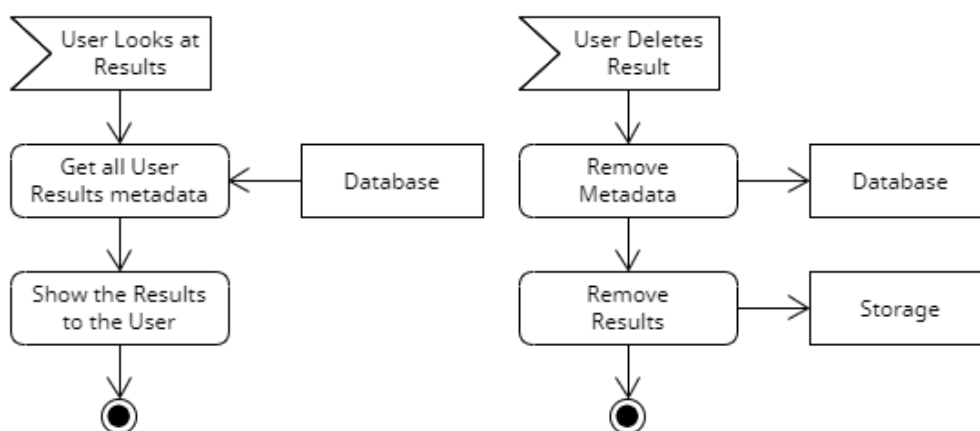 User Looks at
Results
Get all User
Results metadata
Database
Show the Results
to the User
User Deletes
Result
Remove
Metadata
Database
Remove
Results
Storage